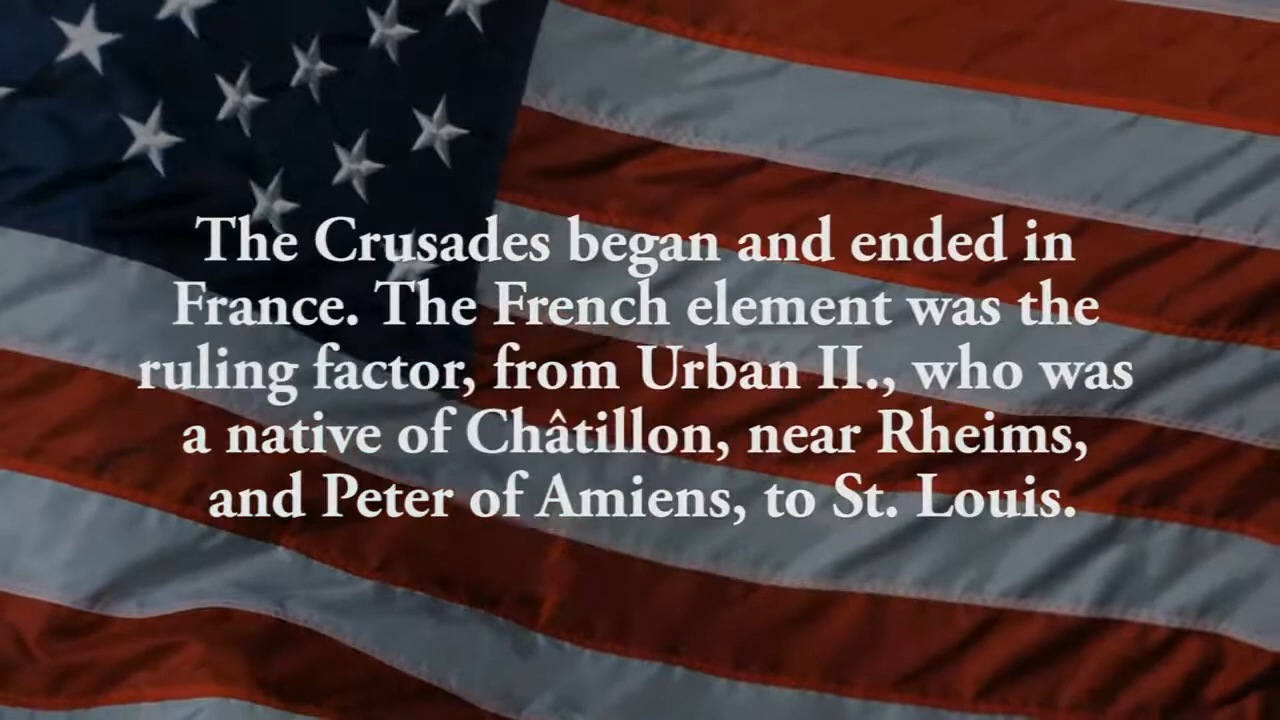 The Crusades began and ended in
France. The French element was the
ruling factor, from Urban II., who was
a native of Châtillon, near Rheims,
and Peter of Amiens, to St. Louis.